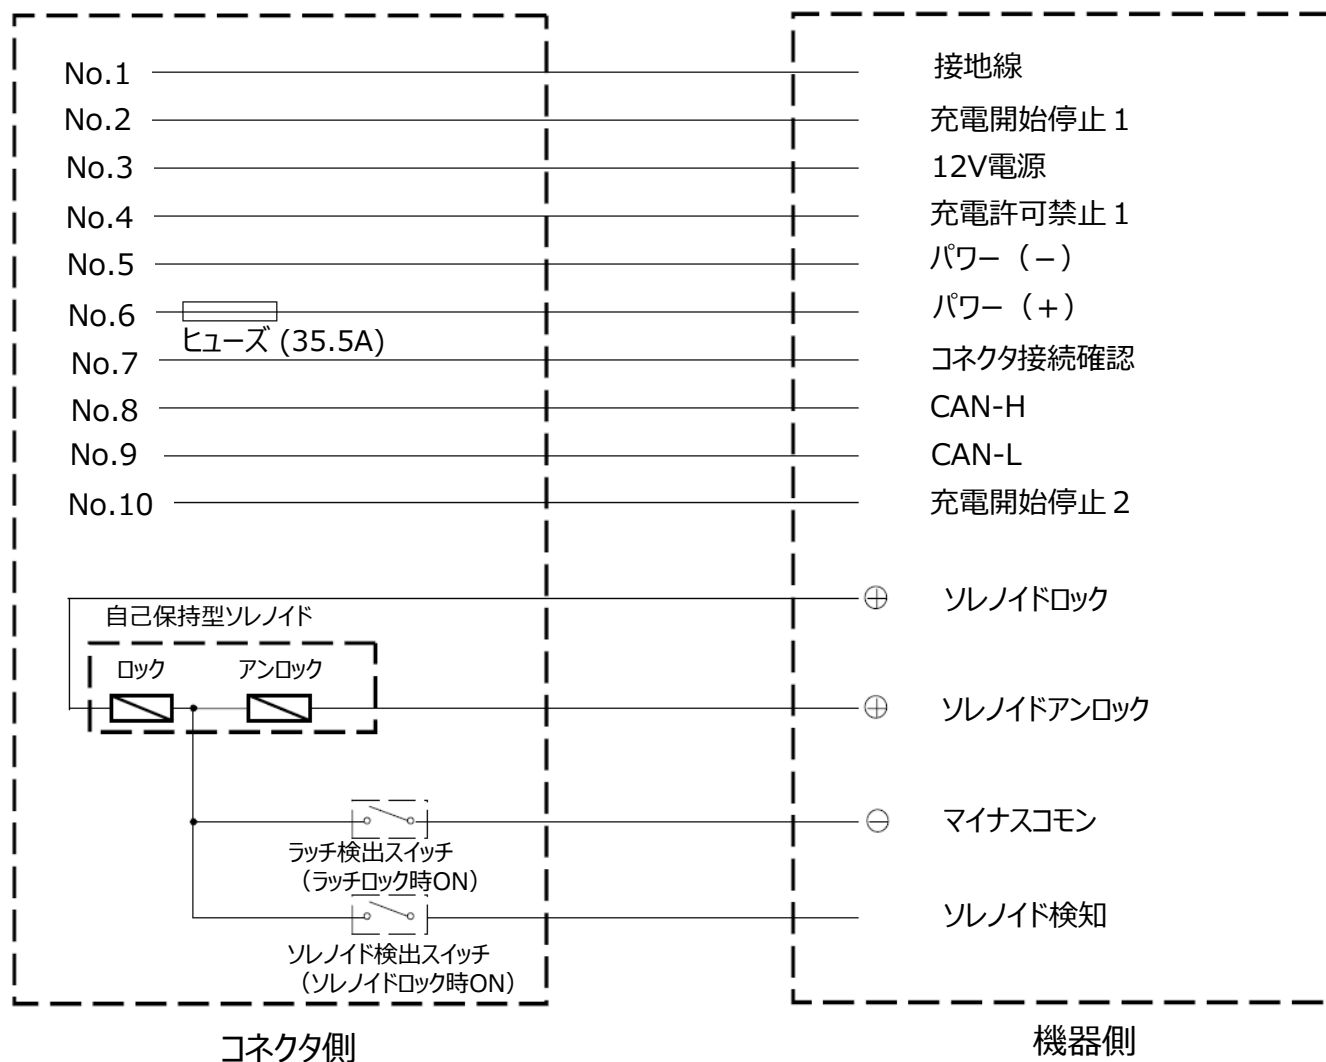 No.1 接地線
No.2 充電開始停止1
No.3 12V電源
No.4 充電許可禁止1
No.5 パワー（－）
No.6 パワー（＋）
ヒューズ (35.5A)
No.7 コネクタ接続確認
No.8 CAN-H
No.9 CAN-L
No.10 充電開始停止2
ソレノイドロック
自己保持型ソレノイド
ロック アンロック
ソレノイドアンロック
マイナスコモン
ラッチ検出スイッチ
（ラッチロック時ON）
ソレノイド検知
ソレノイド検出スイッチ
（ソレノイドロック時ON）
コネクタ側
機器側